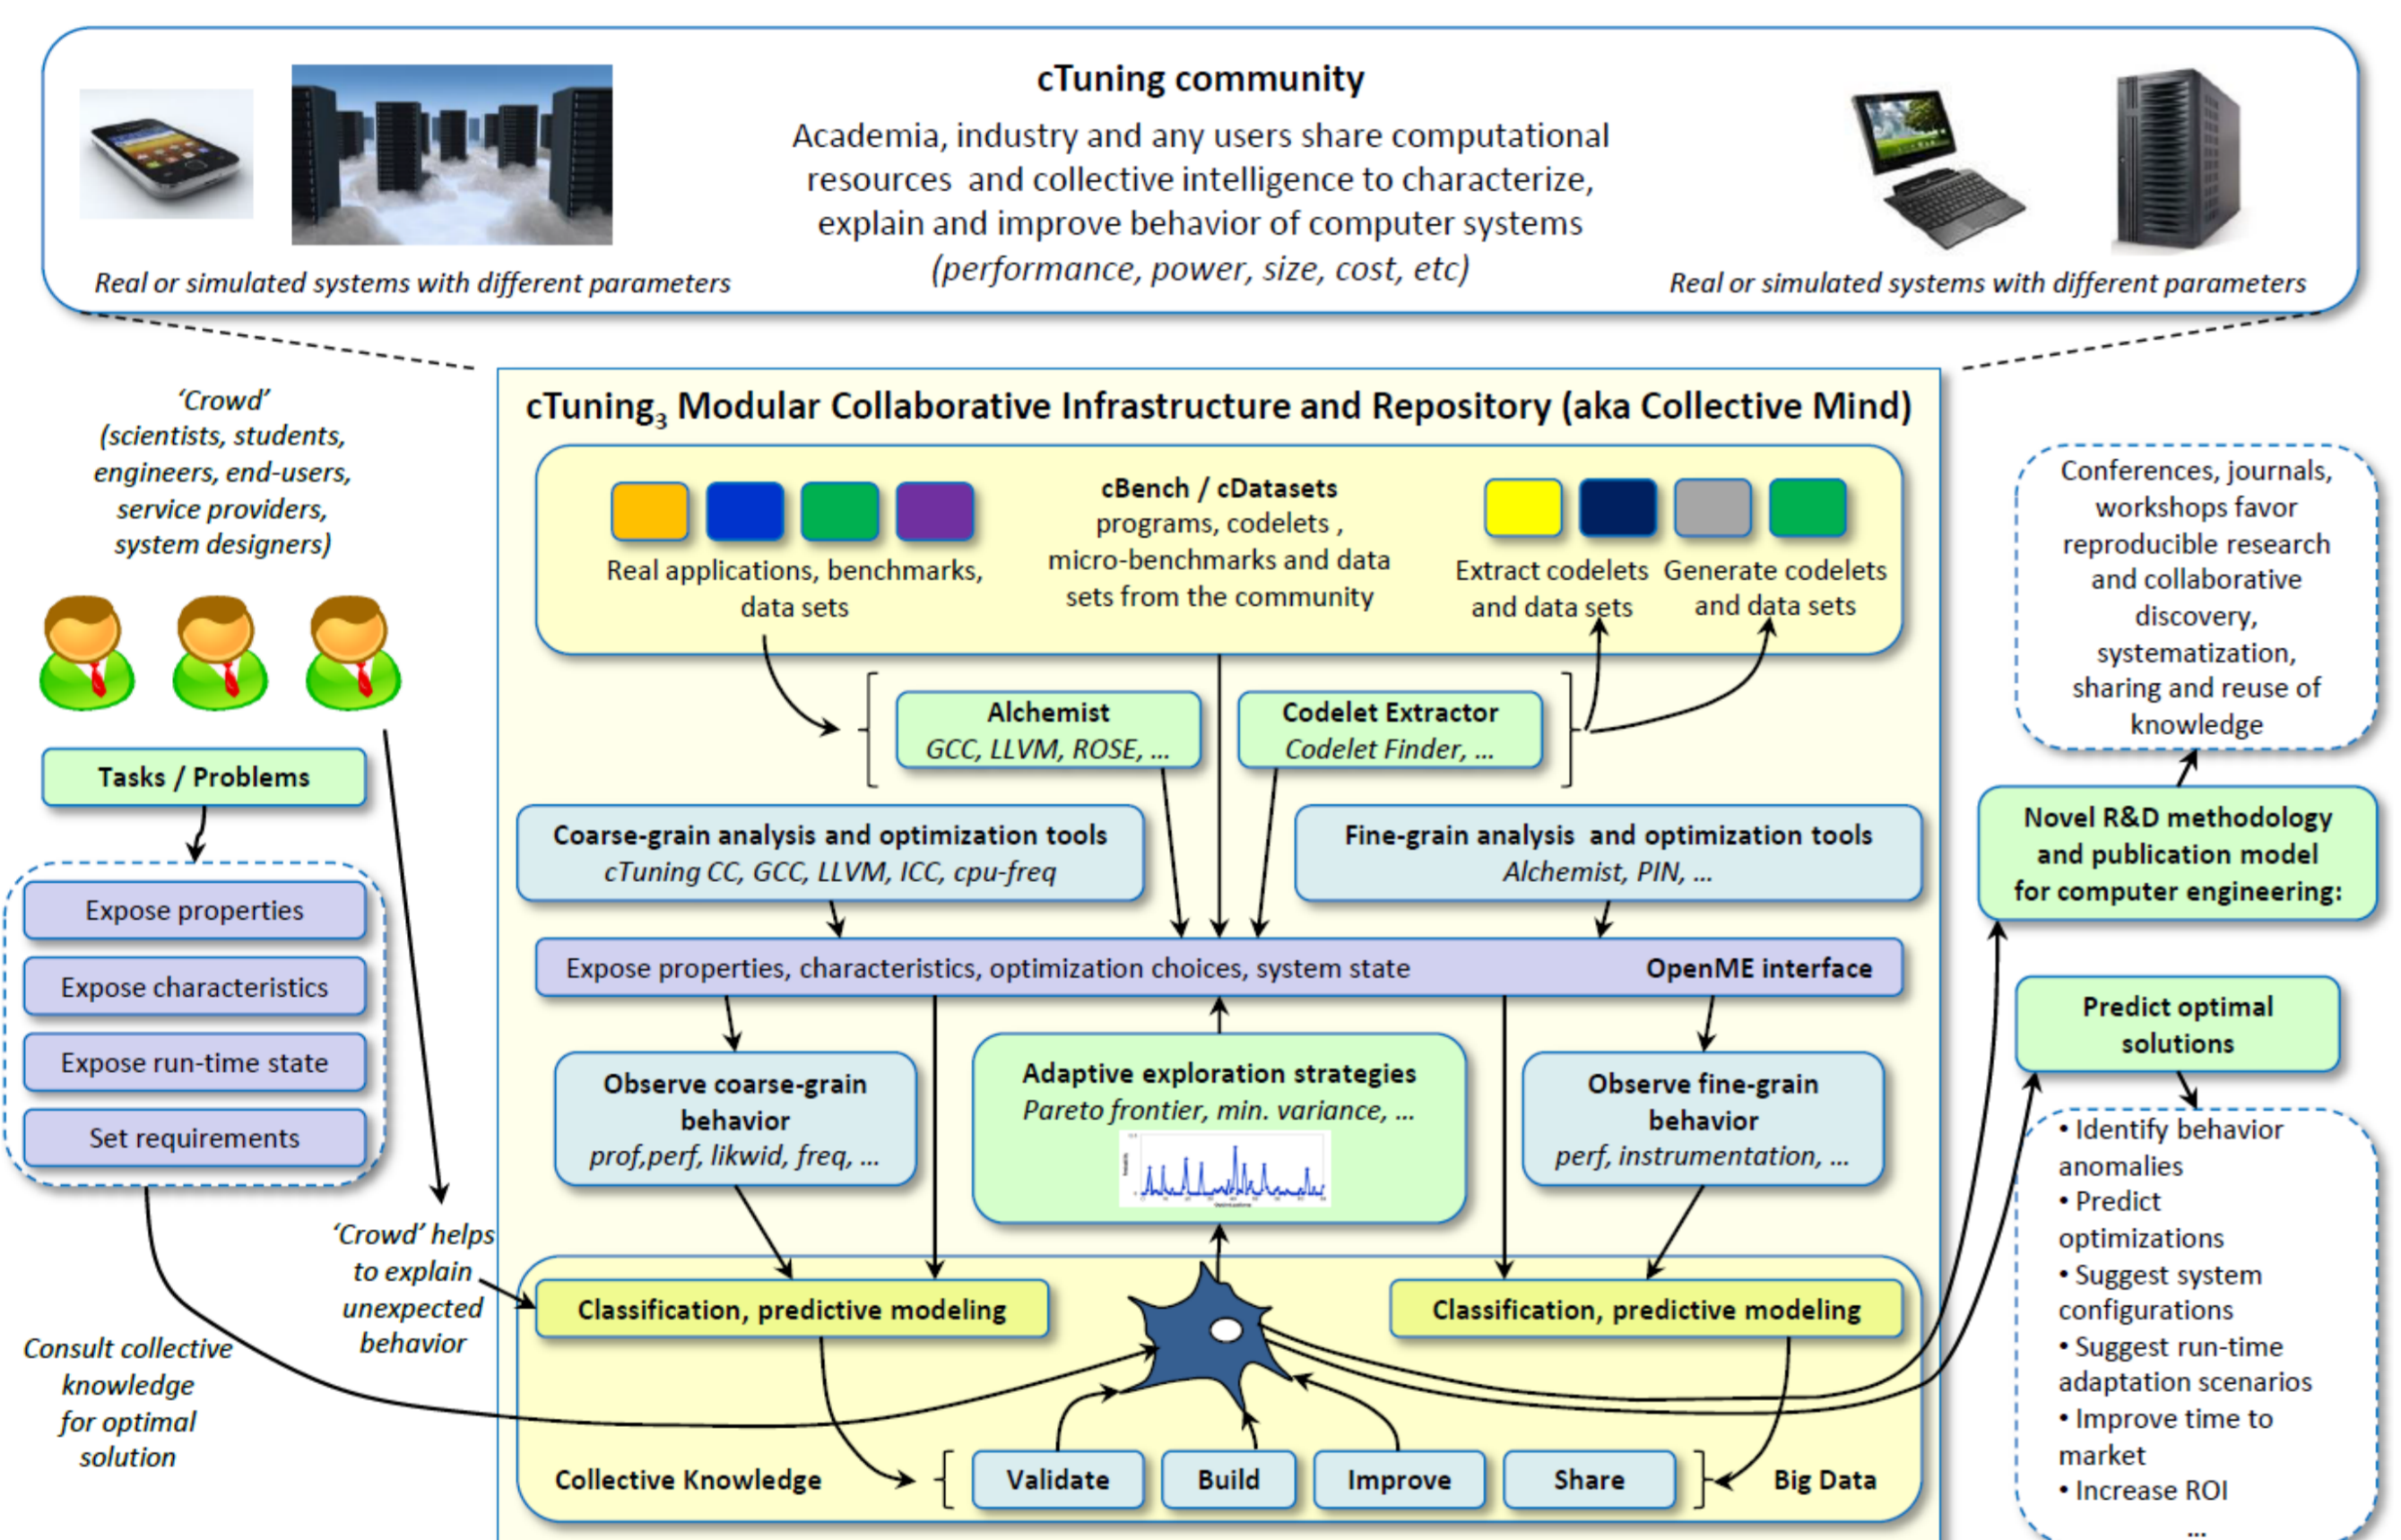 cTuning community
Academia, industry and any users share computational
resources and collective intelligence to characterize,
explain and improve behavior of computer systems
(performance, power, size, cost, etc)
Real or simulated systems with different parameters
Real or simulated systems with different parameters
‘Crowd’
(scientists, students,
engineers, end-users,
service providers,
system designers)
Tasks / Problems
Expose properties
Expose characteristics
Expose run-time state
Set requirements
‘Crowd’ helps
to explain
unexpected
behavior
Consult collective
knowledge
for optimal
solution
cTuning3 Modular Collaborative Infrastructure and Repository (aka Collective Mind)
Real applications, benchmarks,
data sets
cBench / cDatasets
programs, codelets ,
micro-benchmarks and data
sets from the community
Extract codelets
and data sets
Generate codelets
and data sets
Alchemist
GCC, LLVM, ROSE, ...
Codelet Extractor
Codelet Finder, ...
Coarse-grain analysis and optimization tools
cTuning CC, GCC, LLVM, ICC, cpu-freq
Fine-grain analysis and optimization tools
Alchemist, PIN, ...
Expose properties, characteristics, optimization choices, system state
OpenME interface
Observe coarse-grain
behavior
prof,perf, likwid, freq, ...
Adaptive exploration strategies
Pareto frontier, min. variance, ...
Observe fine-grain
behavior
perf, instrumentation, ...
Classification, predictive modeling
Classification, predictive modeling
Collective Knowledge
Validate
Build
Improve
Share
Big Data
Conferences, journals,
workshops favor
reproducible research
and collaborative
discovery,
systematization,
sharing and reuse of
knowledge
Novel R&D methodology
and publication model
for computer engineering:
Predict optimal
solutions
• Identify behavior
anomalies
• Predict
optimizations
• Suggest system
configurations
• Suggest run-time
adaptation scenarios
• Improve time to
market
• Increase ROI
...